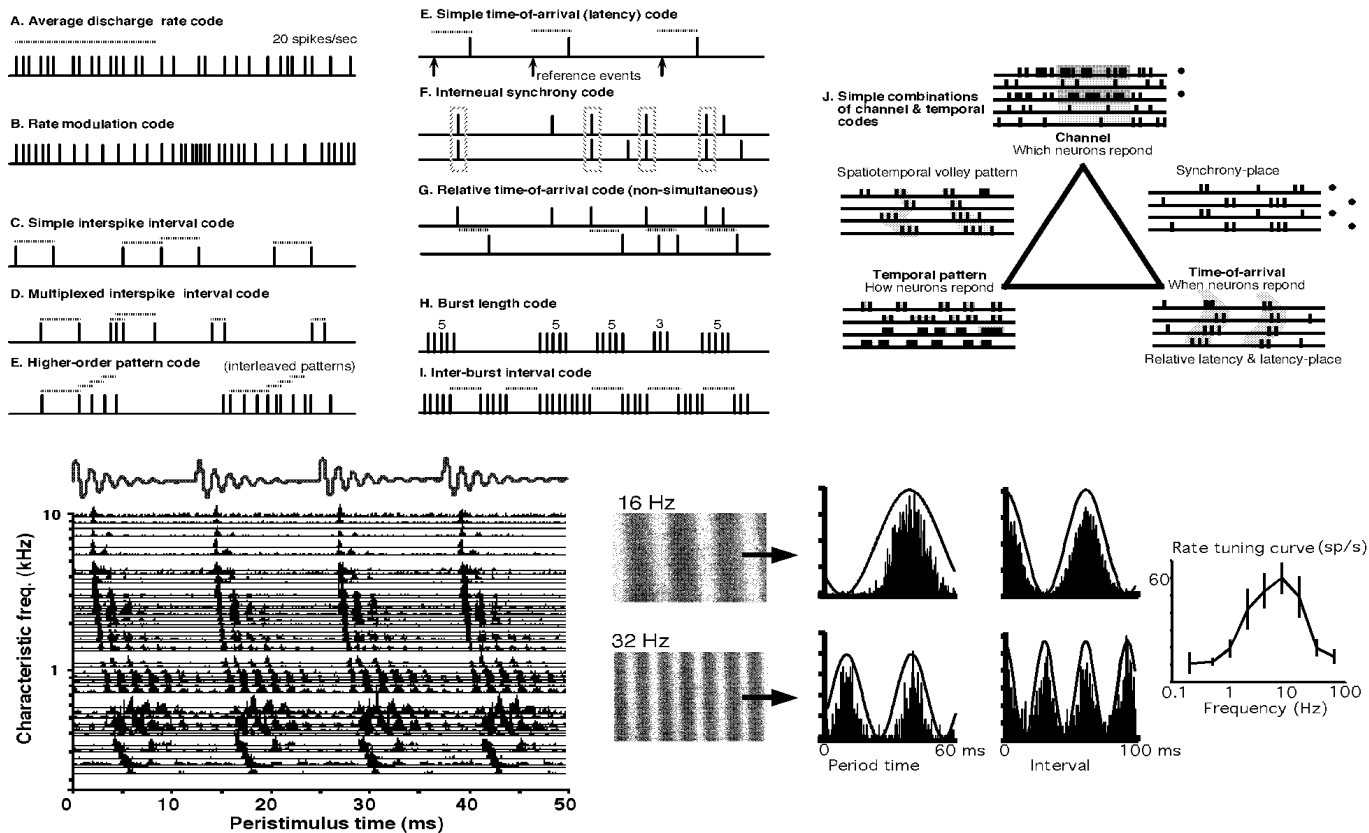 A. Average discharge rate code
20 spikes/sec
B. Rate modulation code
C. Simple interspike interval code
D. Multiplexed interspike interval code
E. Higher-order pattern code
(interleaved patterns)
E. Simple time-of-arrival (latency) code
reference events
F. Interneual synchrony code
G. Relative time-of-arrival code (non-simultaneous)
H. Burst length code
5 5 5 3 5
I. Inter-burst interval code
J. Simple combinations
of channel & temporal
codes
Channel
Which neurons repond
Spatiotemporal volley pattern
Synchrony-place
Temporal pattern
How neurons repond
Time-of-arrival
When neurons repond
Relative latency & latency-place
Characteristic freq. (kHz)
10
1
0 10 20 30 40 50
Peristimulus time (ms)
16 Hz
32 Hz
0 60 ms
Period time
0 100 ms
Interval
Rate tuning curve (sp/s)
60
0.1 1 10 100
Frequency (Hz)